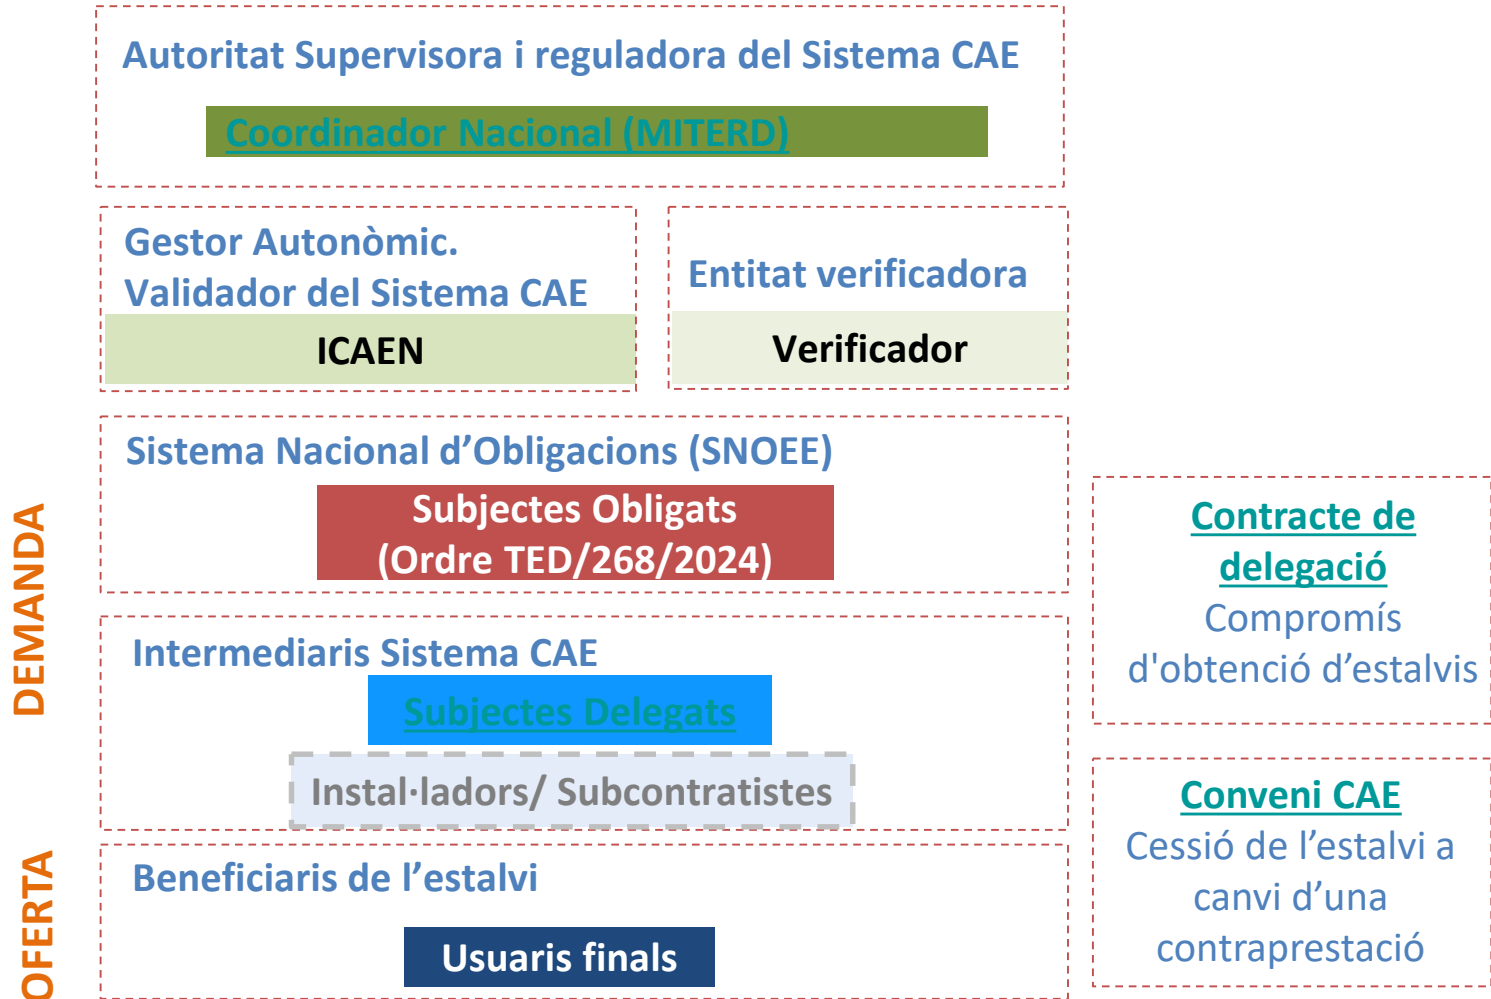 Autoritat Supervisora i reguladora del Sistema CAE
Coordinador Nacional (MITERD)
Gestor Autonòmic.
Validador del Sistema CAE
ICAEN
Entitat verificadora
Verificador
Sistema Nacional d’Obligacions (SNOEE)
Subjectes Obligats
(Ordre TED/268/2024)
DEMANDA
Intermediaris Sistema CAE
Subjectes Delegats
Instal·ladors/ Subcontratistes
OFERTA
Beneficiaris de l’estalvi
Usuaris finals
Contracte de
delegació
Compromís
d'obtenció d’estalvis
Conveni CAE
Cessió de l’estalvi a
canvi d’una
contraprestació